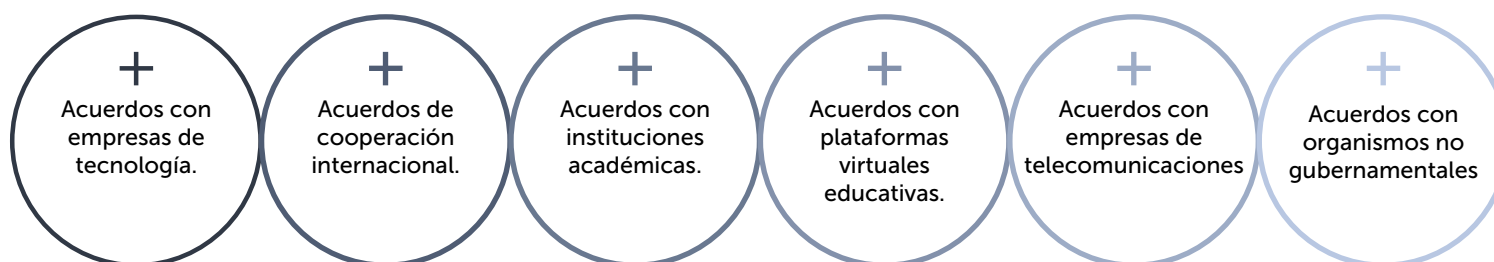 Acuerdos con
empresas de
tecnología.
Acuerdos de
cooperación
internacional.
Acuerdos con
instituciones
académicas.
Acuerdos con
plataformas
virtuales
educativas.
Acuerdos con
empresas de
telecomunicaciones
Acuerdos con
organismos no
gubernamentales